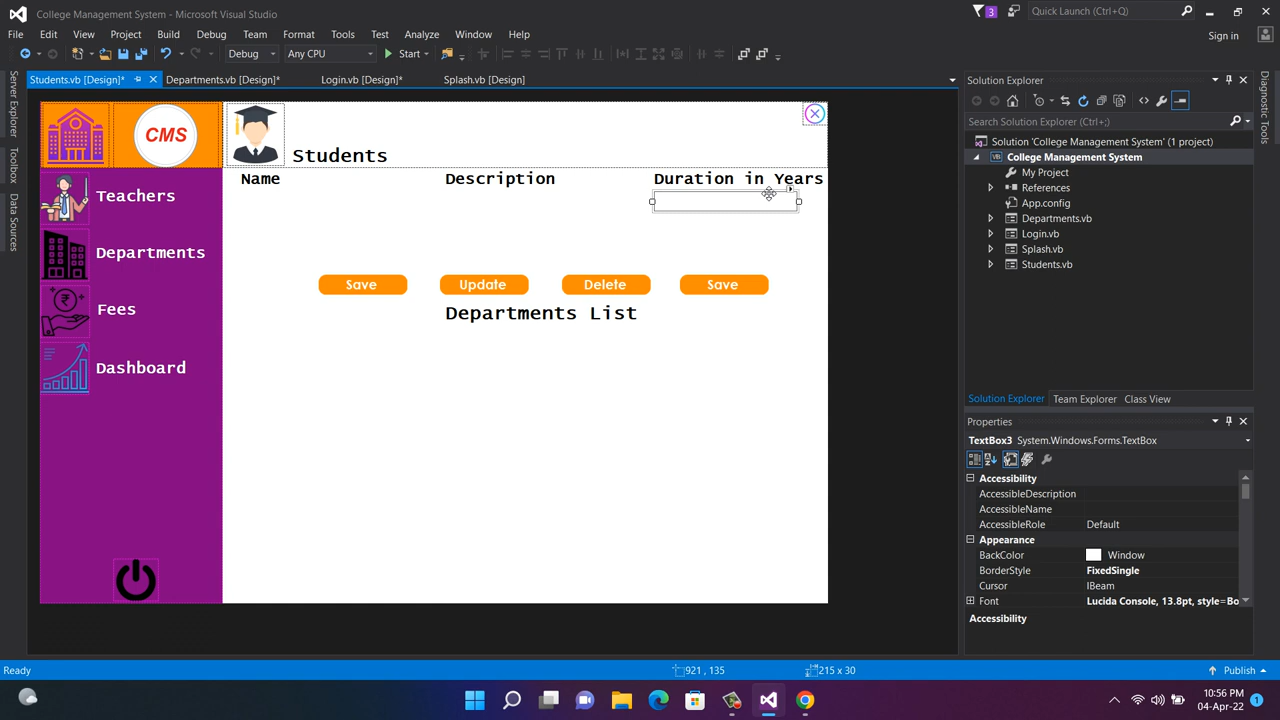 College Management System - Microsoft Visual Studio
3
Quick Launch (Ctrl+;)
File Edit View Project Build Debug Team Format Tools Test Analyze Window Help
Sign in
Debug Any CPU Start
Students.vb [Design]* Departments.vb [Design]* Login.vb [Design]* Splash.vb [Design]
Server Explorer
Toolbox
Data Sources
CMS
Students
Name Description Duration in Years
Teachers
Departments
Fees
Dashboard
Save Update Delete Save
Departments List
Solution Explorer
Search Solution Explorer (Ctrl+;)
Solution 'College Management System' (1 project)
VB College Management System
My Project
References
App.config
Departments.vb
Login.vb
Splash.vb
Students.vb
Solution Explorer Team Explorer Class View
Diagnostic Tools
Properties
TextBox3 System.Windows.Forms.TextBox
Accessibility
AccessibleDescription
AccessibleName
AccessibleRole Default
Appearance
BackColor Window
BorderStyle FixedSingle
Cursor IBeam
Font Lucida Console, 13.8pt, style=Bo
Accessibility
Ready 921 , 135 215 x 30 Publish
10:56 PM
04-Apr-22
1